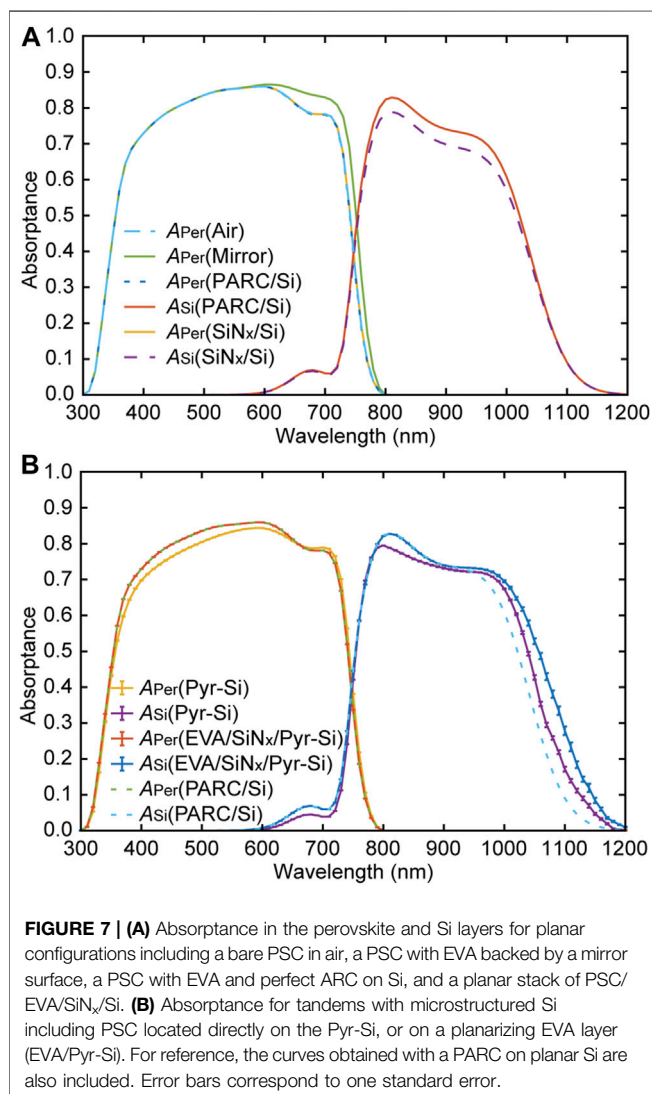 A
1.0
0.9
0.8
0.7
0.6
0.5
0.4
0.3
0.2
0.1
0.0
Absorptance
APer(Air)
APer(Mirror)
APer(PARC/Si)
ASi(PARC/Si)
APer(SiNx/Si)
ASi(SiNx/Si)
300 400 500 600 700 800 900 1000 1100 1200
Wavelength (nm)
B
1.0
0.9
0.8
0.7
0.6
0.5
0.4
0.3
0.2
0.1
0.0
Absorptance
APer(Pyr-Si)
ASi(Pyr-Si)
APer(EVA/SiNx/Pyr-Si)
ASi(EVA/SiNx/Pyr-Si)
APer(PARC/Si)
ASi(PARC/Si)
300 400 500 600 700 800 900 1000 1100 1200
Wavelength (nm)
FIGURE 7 | (A) Absorptance in the perovskite and Si layers for planar
configurations including a bare PSC in air, a PSC with EVA backed by a mirror
surface, a PSC with EVA and perfect ARC on Si, and a planar stack of PSC/
EVA/SiNx/Si. (B) Absorptance for tandems with microstructured Si
including PSC located directly on the Pyr-Si, or on a planarizing EVA layer
(EVA/Pyr-Si). For reference, the curves obtained with a PARC on planar Si are
also included. Error bars correspond to one standard error.